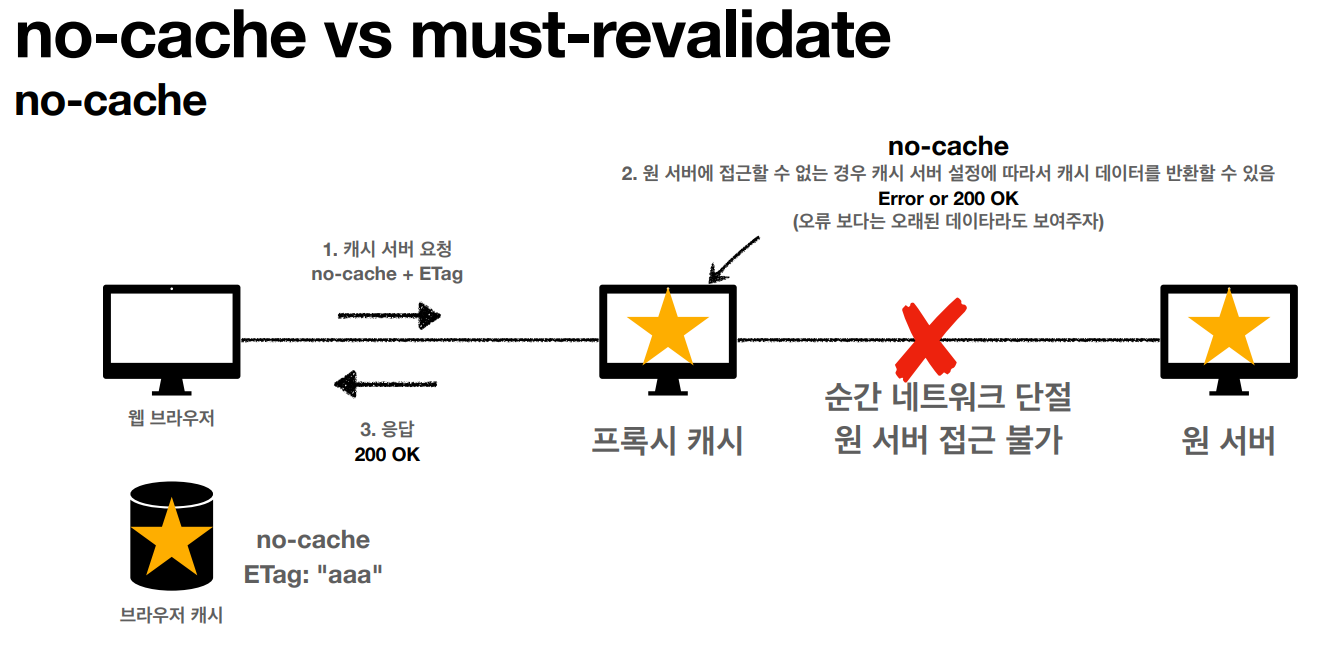 no-cache vs must-revalidate
no-cache
no-cache
2. 원 서버에 접근할 수 없는 경우 캐시 서버 설정에 따라서 캐시 데이터를 반환할 수 있음
Error or 200 OK
(오류 보다는 오래된 데이타라도 보여주자)
1. 캐시 서버 요청
no-cache + ETag
웹 브라우저
3. 응답
200 OK
프록시 캐시
순간 네트워크 단절
원 서버 접근 불가
원 서버
no-cache
ETag: "aaa"
브라우저 캐시